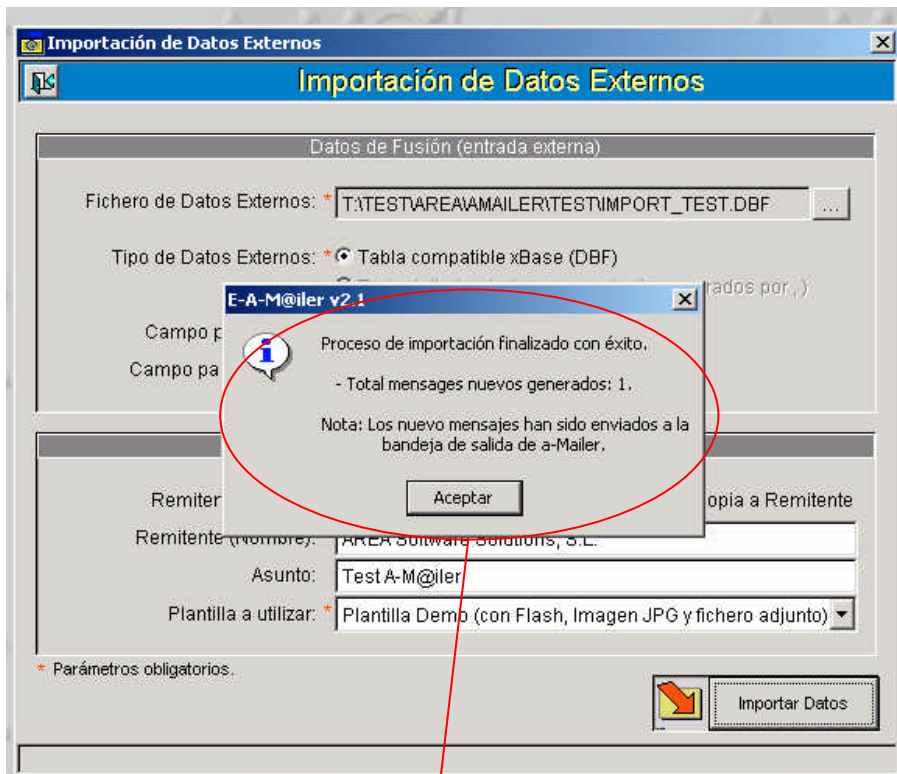 Importación de Datos Externos
Importación de Datos Externos
Datos de Fusión (entrada externa)
Fichero de Datos Externos: * T:\TEST\AREA\AMAILER\TEST\IMPORT_TEST.DBF ...
Tipo de Datos Externos: * Tabla compatible xBase (DBF)
rados por , )
E-A-M@iler v2.1
Campo p
Campo pa
Proceso de importación finalizado con éxito.
- Total mensages nuevos generados: 1.
Nota: Los nuevo mensajes han sido enviados a la
bandeja de salida de a-Mailer.
Aceptar
Remiter
opia a Remitente
Remitente (Nombre): AREA Software Solutions, S.L.
Asunto: Test A-M@iler
Plantilla a utilizar: * Plantilla Demo (con Flash, Imagen JPG y fichero adjunto)
* Parámetros obligatorios.
Importar Datos